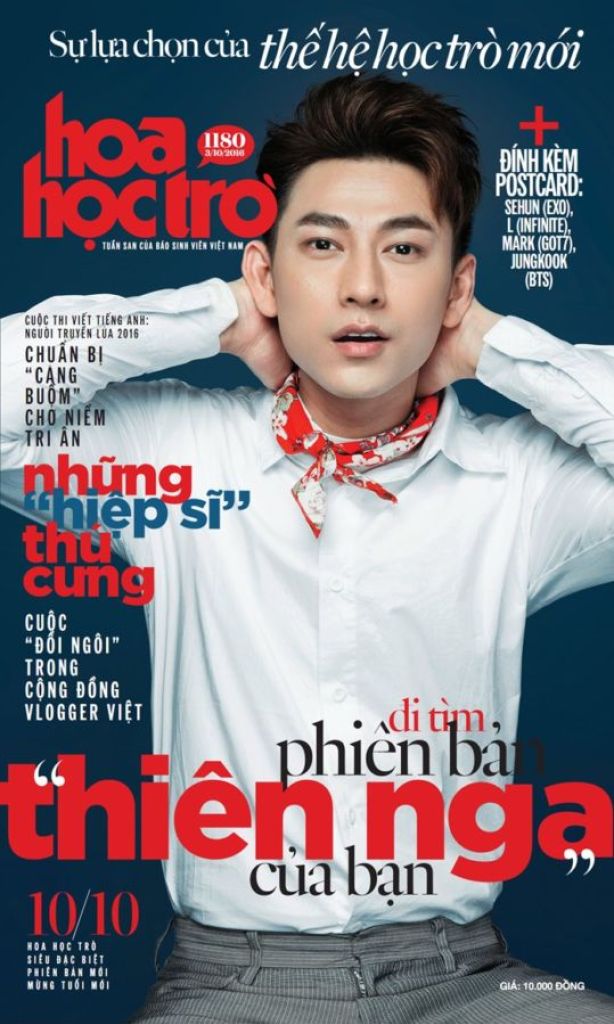 Sự lựa chọn của thế hệ học trò mới
hoa
học trò
1180
3/10/2016
TUẦN SAN CỦA BÁO SINH VIÊN VIỆT NAM
+
ĐÍNH KÈM
POSTCARD:
SEHUN (EXO),
L (INFINITE),
MARK (GOT7),
JUNGKOOK
(BTS)
CUỘC THI VIẾT TIẾNG ANH:
NGƯỜI TRUYỀN LỬA 2016
CHUẨN BỊ
“CĂNG
BUỒM”
CHO NIỀM
TRI ÂN
những
“hiệp sĩ”
thú
cưng
CUỘC
“ĐỔI NGÔI”
TRONG
CỘNG ĐỒNG
VLOGGER VIỆT
đi tìm
phiên bản
“thiên nga”
của bạn
10/10
HOA HỌC TRÒ
SIÊU ĐẶC BIỆT
PHIÊN BẢN MỚI
MỪNG TUỔI MỚI
GIÁ: 10.000 ĐỒNG